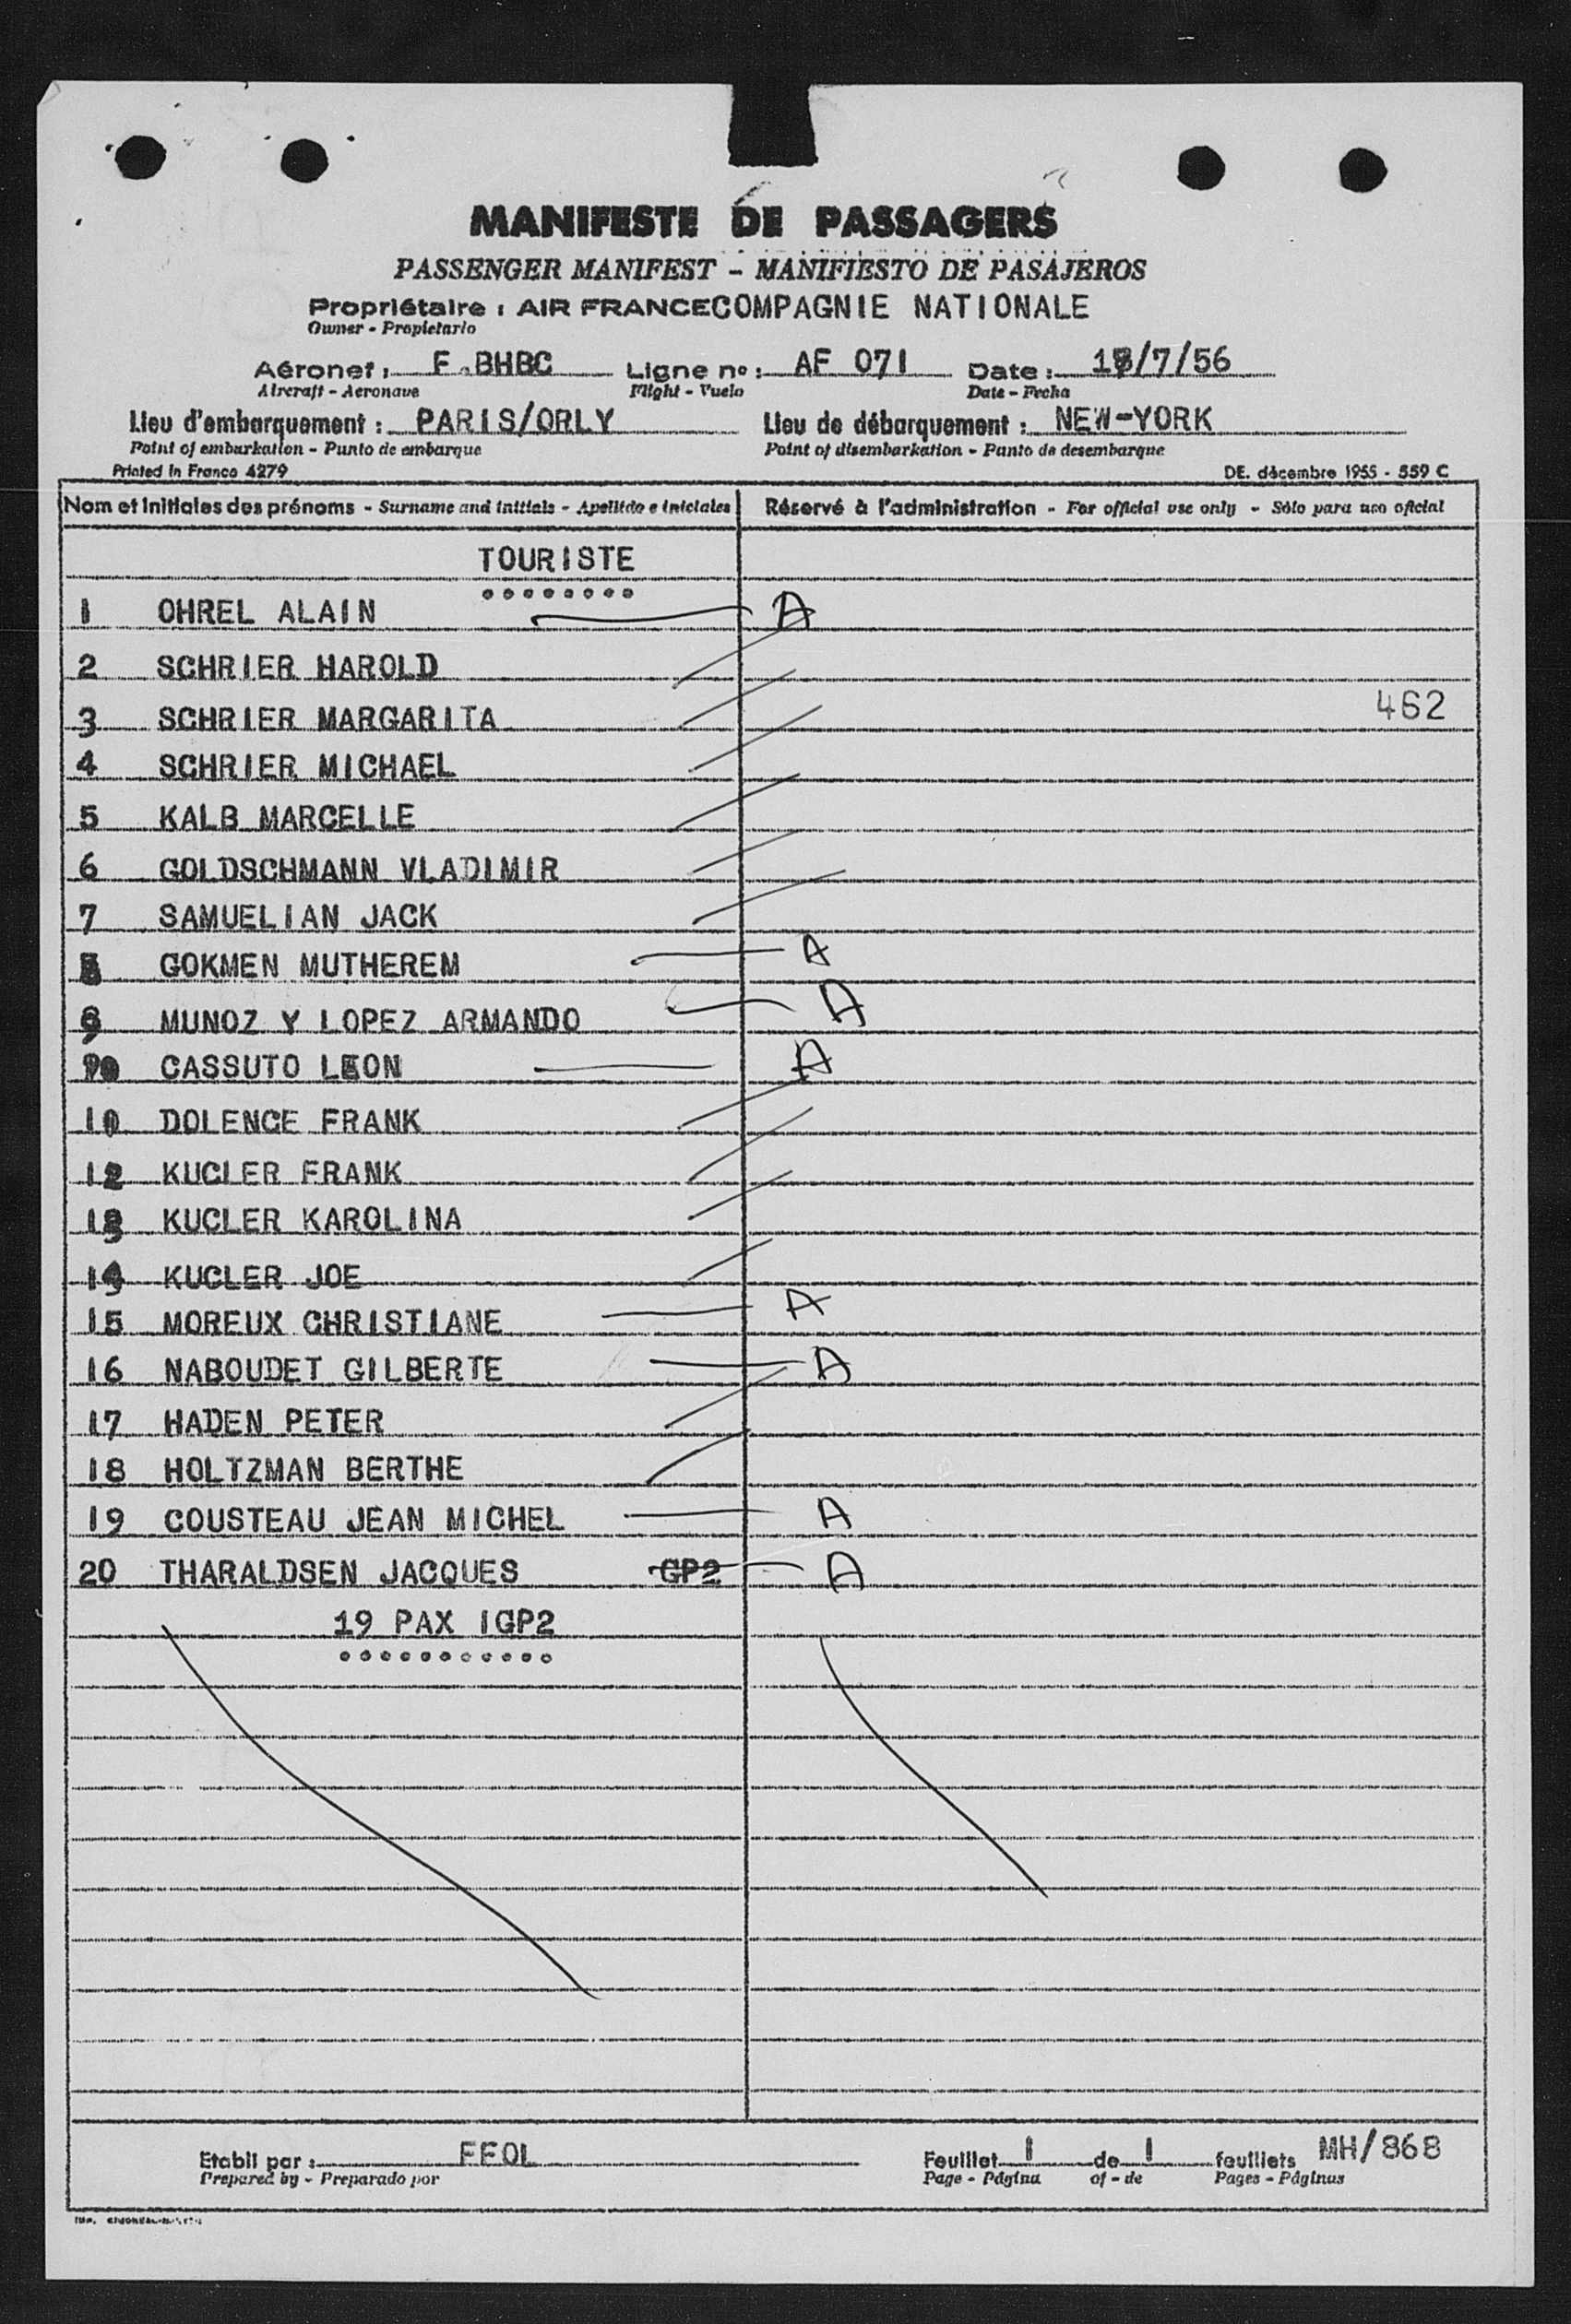 MANIFESTE DE PASSAGERS
PASSENGER MANIFEST - MANIFIESTO DE PASAJEROS
Propriétaire : AIR FRANCE COMPAGNIE NATIONALE
Owner - Propietario
Aéronef : F.BHBC Ligne nº : AF 071 Date : /7/56
Aircraft - Aeronave Flight - Vuelo Date - Fecha
Lieu d'embarquement : PARIS/ORLY Lieu de débarquement : NEW-YORK
Point of embarkation - Punto de embarque Point of disembarkation - Punto de desembarque
Printed in France 4279 DE. décembre 1955 - 559 C
Nom et initiales des prénoms - Surname and initials - Apellido e iniciales Réservé à l'administration - For official use only - Sólo para uso oficial
TOURISTE
1 OHREL ALAIN A
2 SCHRIER HAROLD
3 SCHRIER MARGARITA 462
4 SCHRIER MICHAEL
5 KALB MARCELLE
6 GOLDSCHMANN VLADIMIR
7 SAMUELIAN JACK
8 GOKMEN MUTHEREM A
9 MUNOZ Y LOPEZ ARMANDO A
10 CASSUTO LEON A
11 DOLENCE FRANK
12 KUCLER FRANK
13 KUCLER KAROLINA
14 KUCLER JOE
15 MOREUX CHRISTIANE A
16 NABOUDET GILBERTE A
17 HADEN PETER
18 HOLTZMAN BERTHE
19 COUSTEAU JEAN MICHEL A
20 THARALDSEN JACQUES GP2 A
19 PAX 1GP2
Etabli par : FFOL Feuillet 1 de 1 feuillets MH/868
Prepared by - Preparado por Page - Página of - de Pages - Páginas